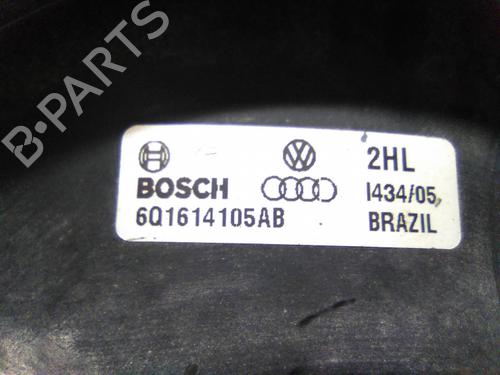 B-PARTS
BOSCH
6Q1614105AB
2HL
I434/05
BRAZIL